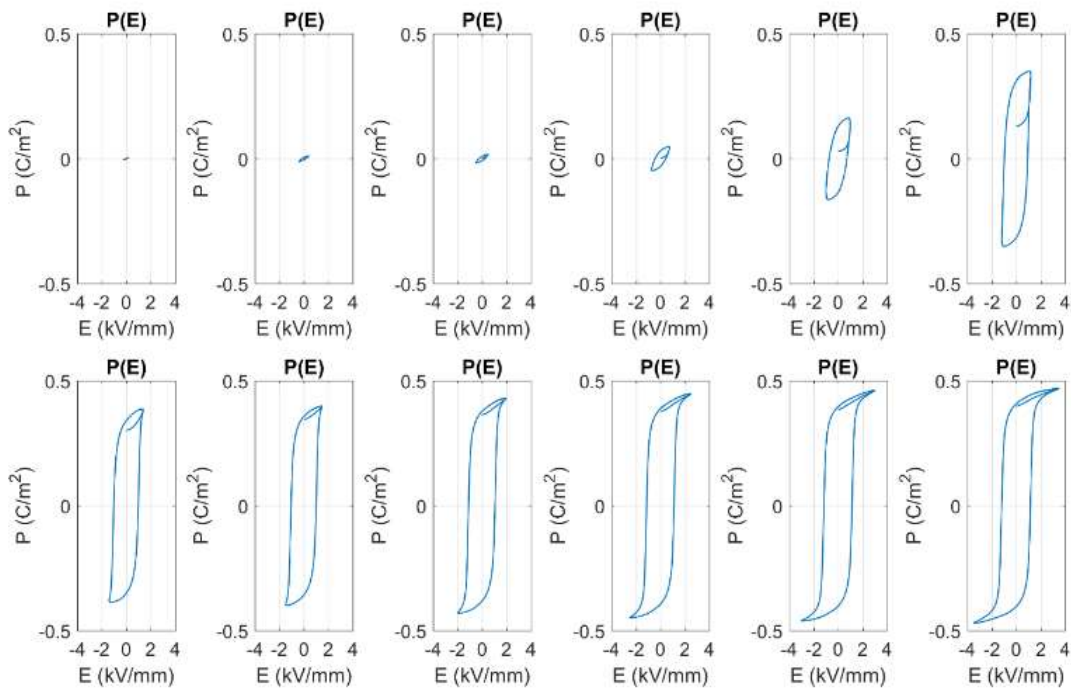 P(E) P(E) P(E) P(E) P(E) P(E)
0.5 0.5 0.5 0.5 0.5 0.5
P (C/m²) P (C/m²) P (C/m²) P (C/m²) P (C/m²) P (C/m²)
0 0 0 0 0 0
-0.5 -0.5 -0.5 -0.5 -0.5 -0.5
-4 -2 0 2 4 -4 -2 0 2 4 -4 -2 0 2 4 -4 -2 0 2 4 -4 -2 0 2 4 -4 -2 0 2 4
E (kV/mm) E (kV/mm) E (kV/mm) E (kV/mm) E (kV/mm) E (kV/mm)
P(E) P(E) P(E) P(E) P(E) P(E)
0.5 0.5 0.5 0.5 0.5 0.5
P (C/m²) P (C/m²) P (C/m²) P (C/m²) P (C/m²) P (C/m²)
0 0 0 0 0 0
-0.5 -0.5 -0.5 -0.5 -0.5 -0.5
-4 -2 0 2 4 -4 -2 0 2 4 -4 -2 0 2 4 -4 -2 0 2 4 -4 -2 0 2 4 -4 -2 0 2 4
E (kV/mm) E (kV/mm) E (kV/mm) E (kV/mm) E (kV/mm) E (kV/mm)